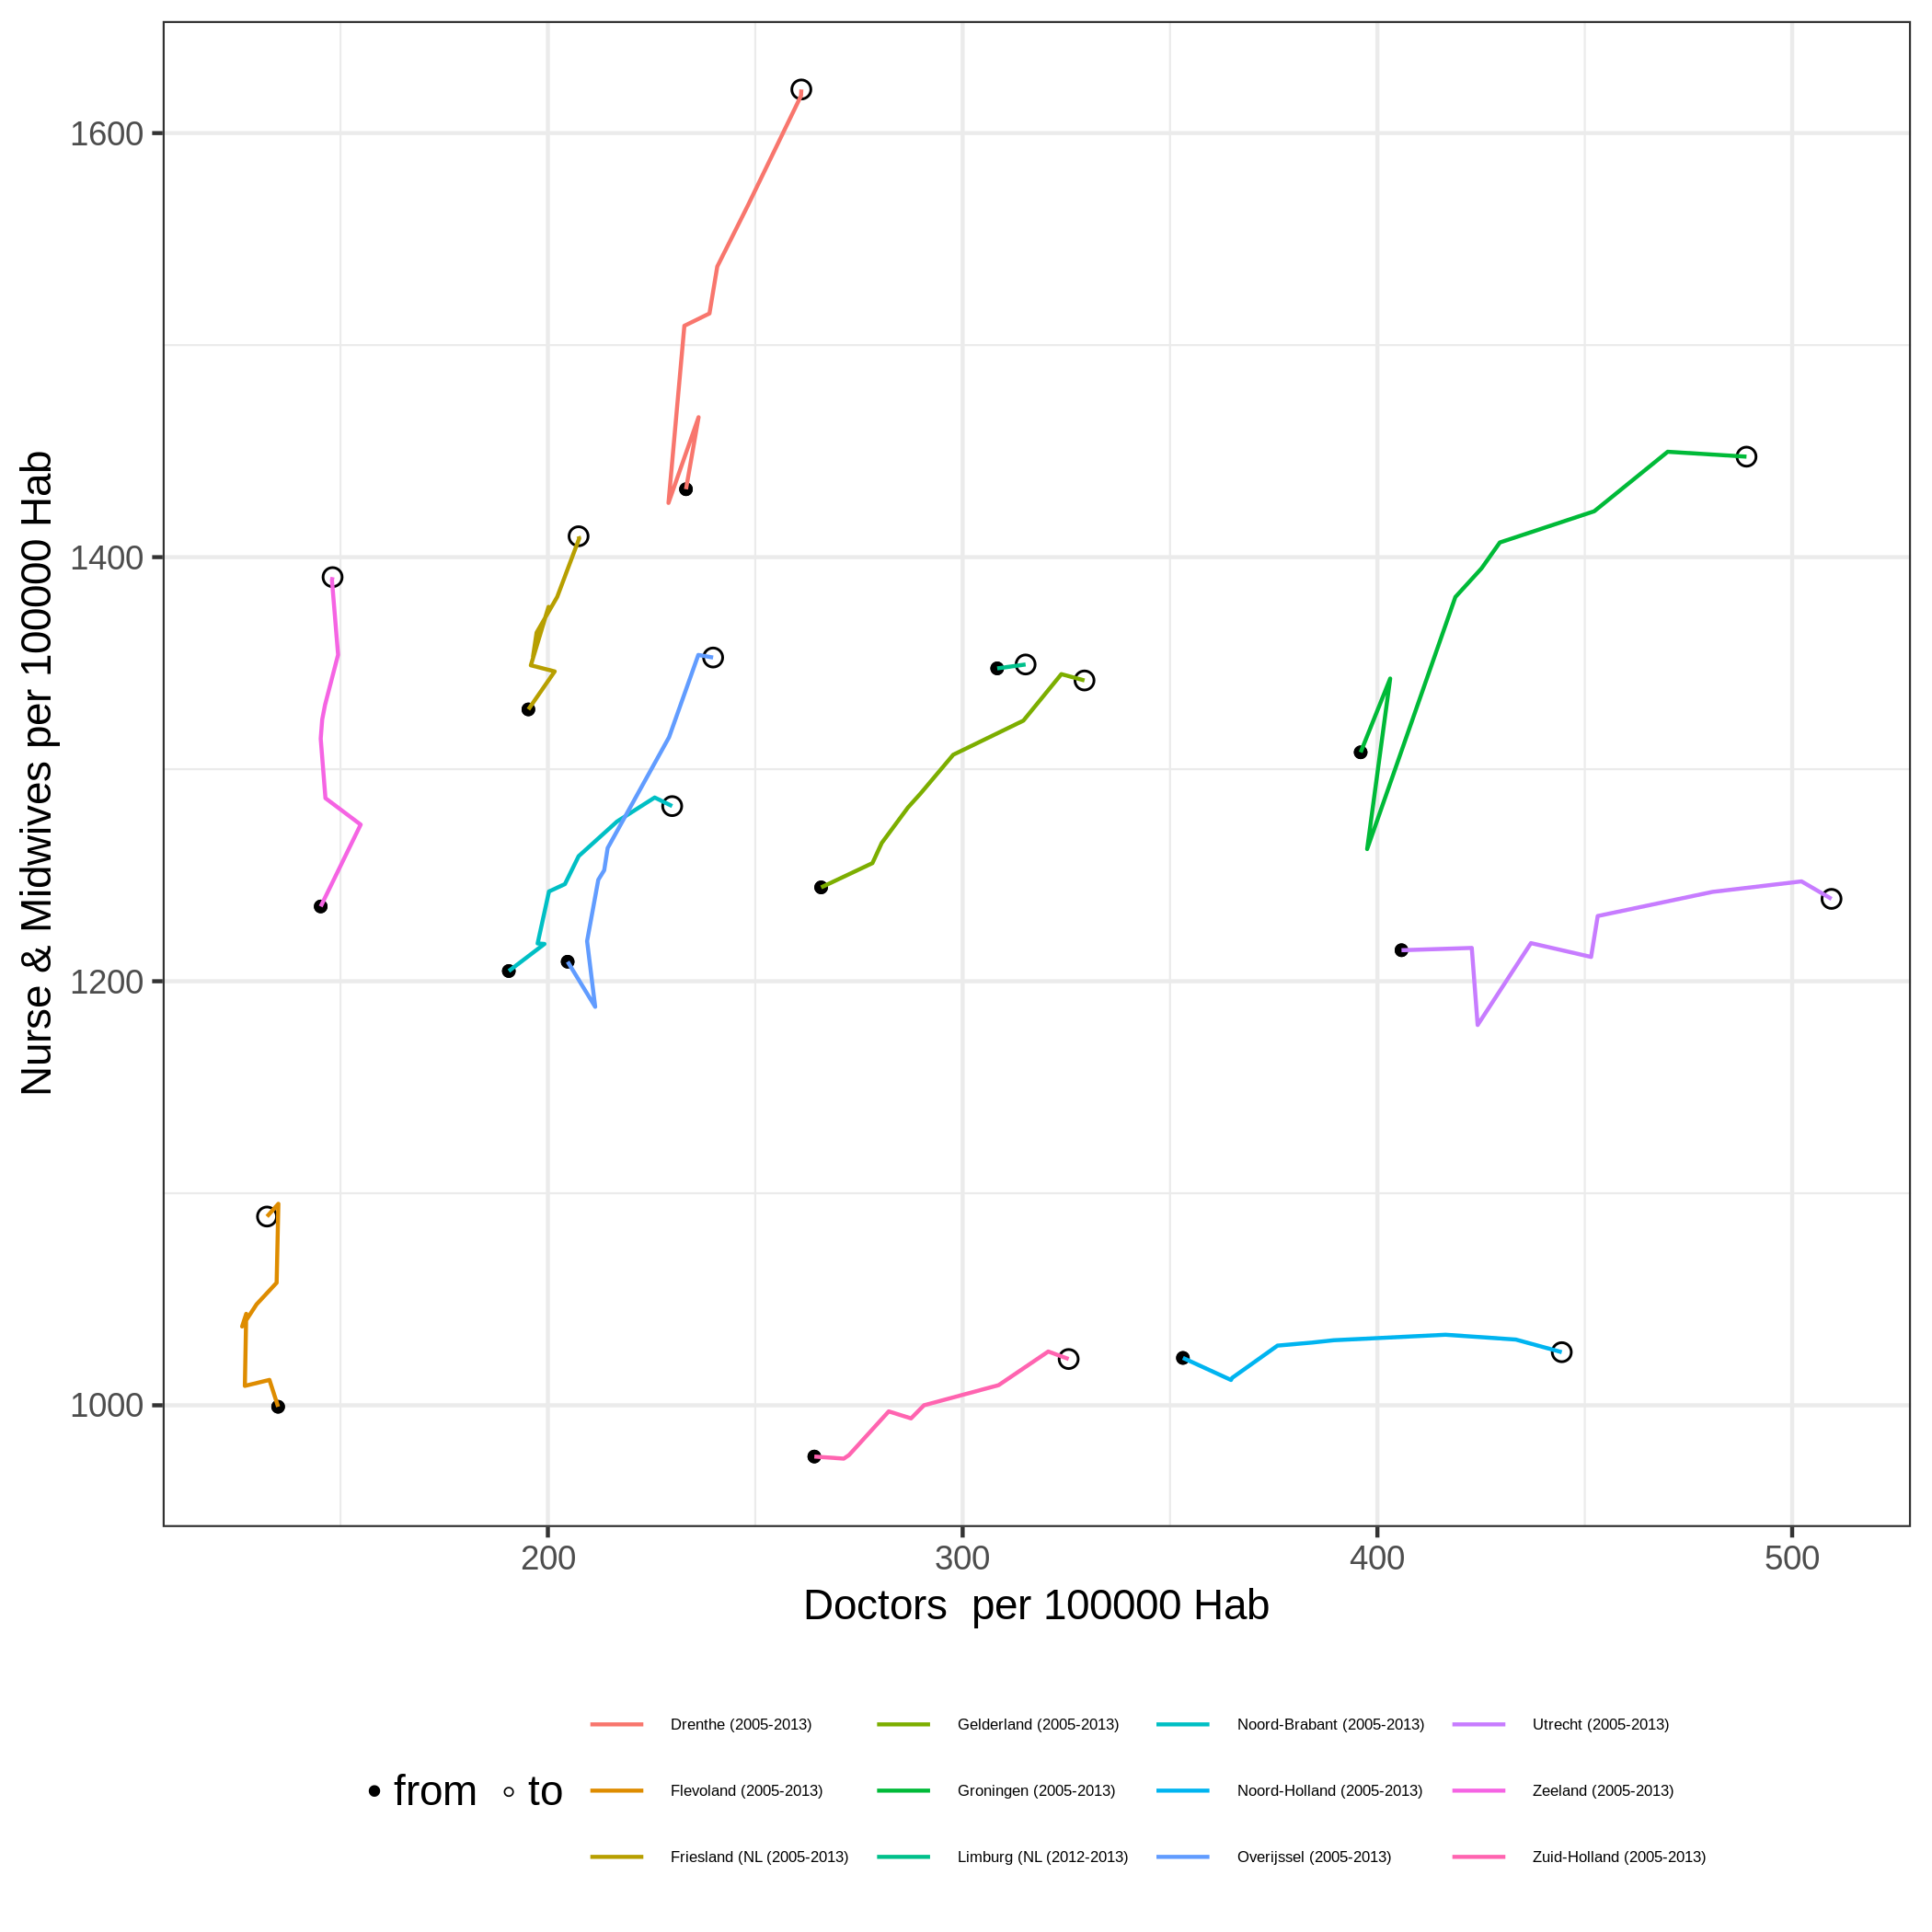 1600
1400
1200
1000
Nurse & Midwives per 100000 Hab
200 300 400 500
Doctors  per 100000 Hab
from to
Drenthe (2005-2013) Gelderland (2005-2013) Noord-Brabant (2005-2013) Utrecht (2005-2013)
Flevoland (2005-2013) Groningen (2005-2013) Noord-Holland (2005-2013) Zeeland (2005-2013)
Friesland (NL (2005-2013) Limburg (NL (2012-2013) Overijssel (2005-2013) Zuid-Holland (2005-2013)